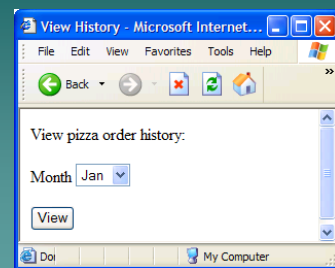 View History - Microsoft Internet...
File Edit View Favorites Tools Help
Back
»
View pizza order history:
Month Jan
View
My Computer